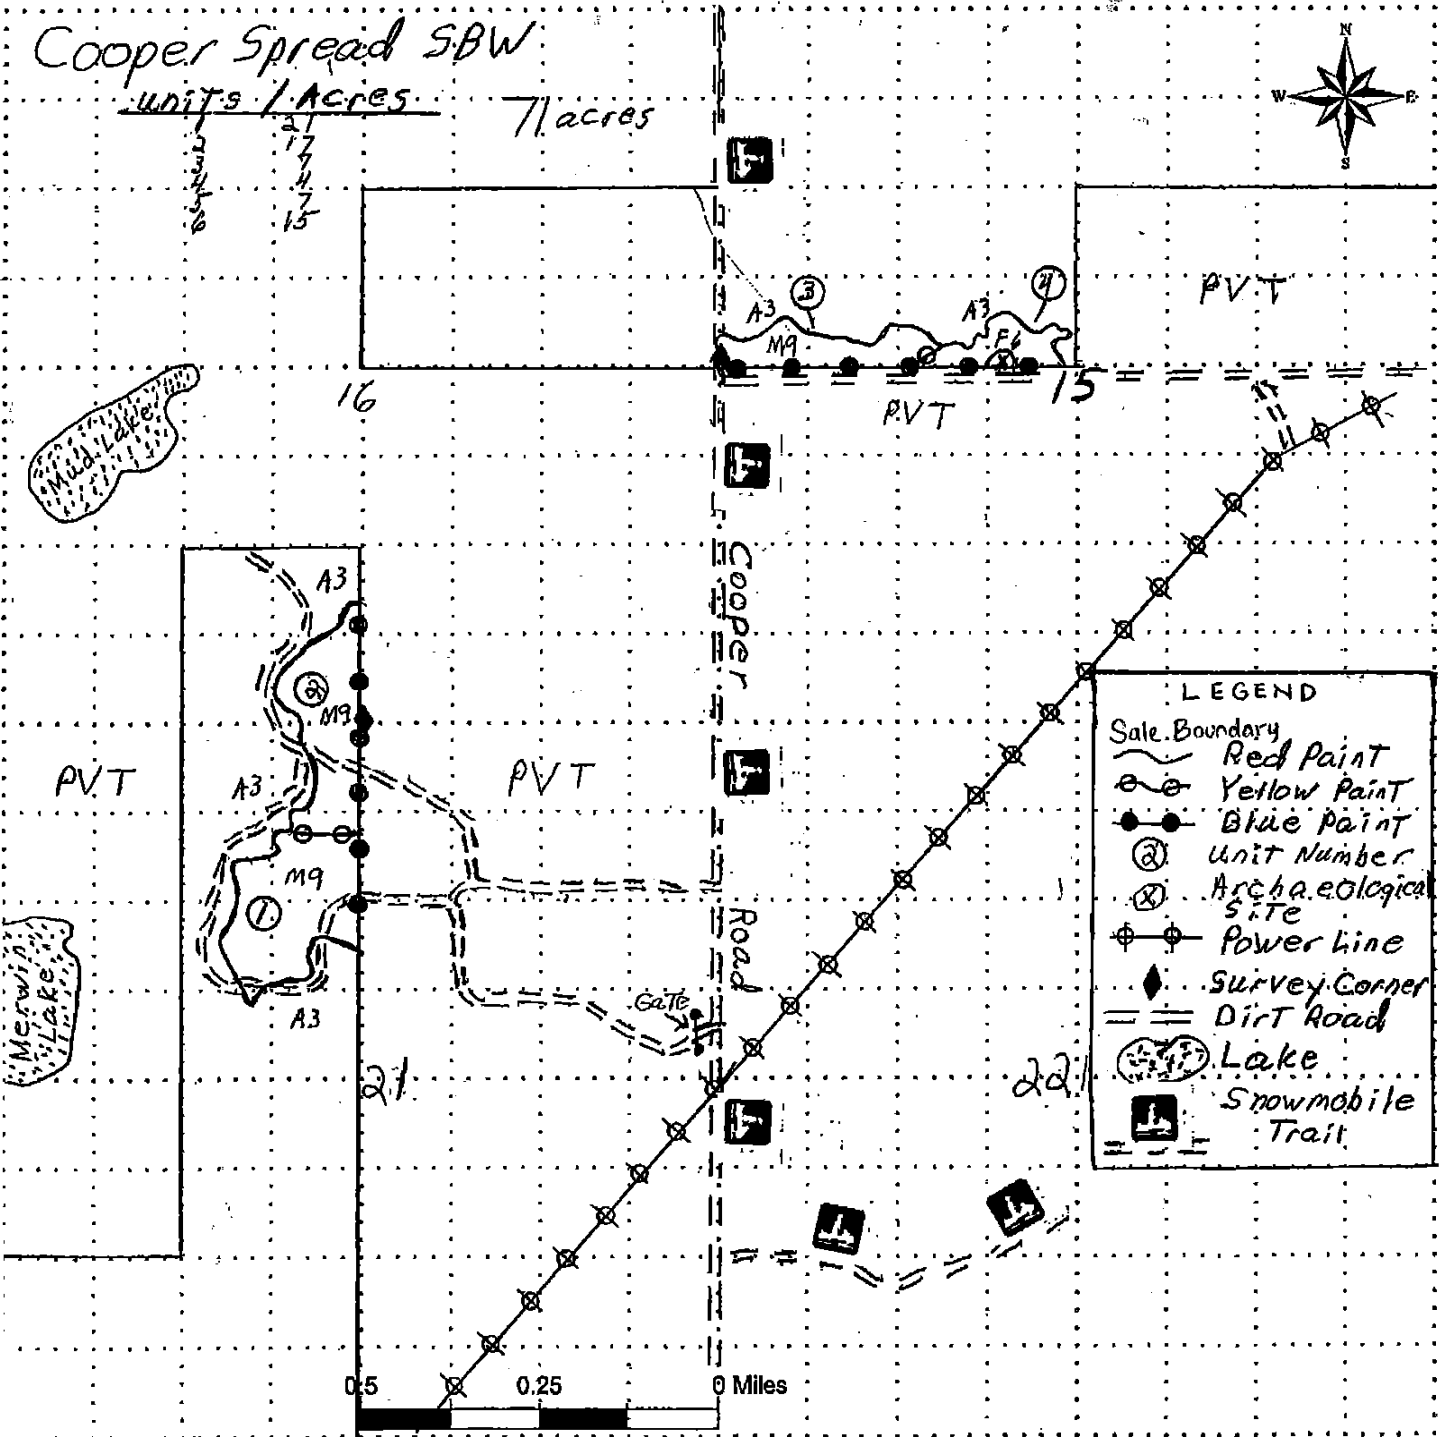 Cooper Spread SBW
units / Acres
71 acres
1 21
2 17
3 7
4 4
5 7
6 15
N
W E
S
PVT
A3
3
A3
4
M9
F6
X
16
15
PVT
Mud Lake
Cooper
A3
2
M9
PVT
A3
PVT
M9
1
A3
Merwin
Lake
Road
Gate
21
22
LEGEND
Sale Boundary
Red Paint
Yellow Paint
Blue Paint
2 Unit Number
X Archaeological
Site
Power Line
Survey Corner
Dirt Road
Lake
Snowmobile
Trail
0.5 0.25 0 Miles